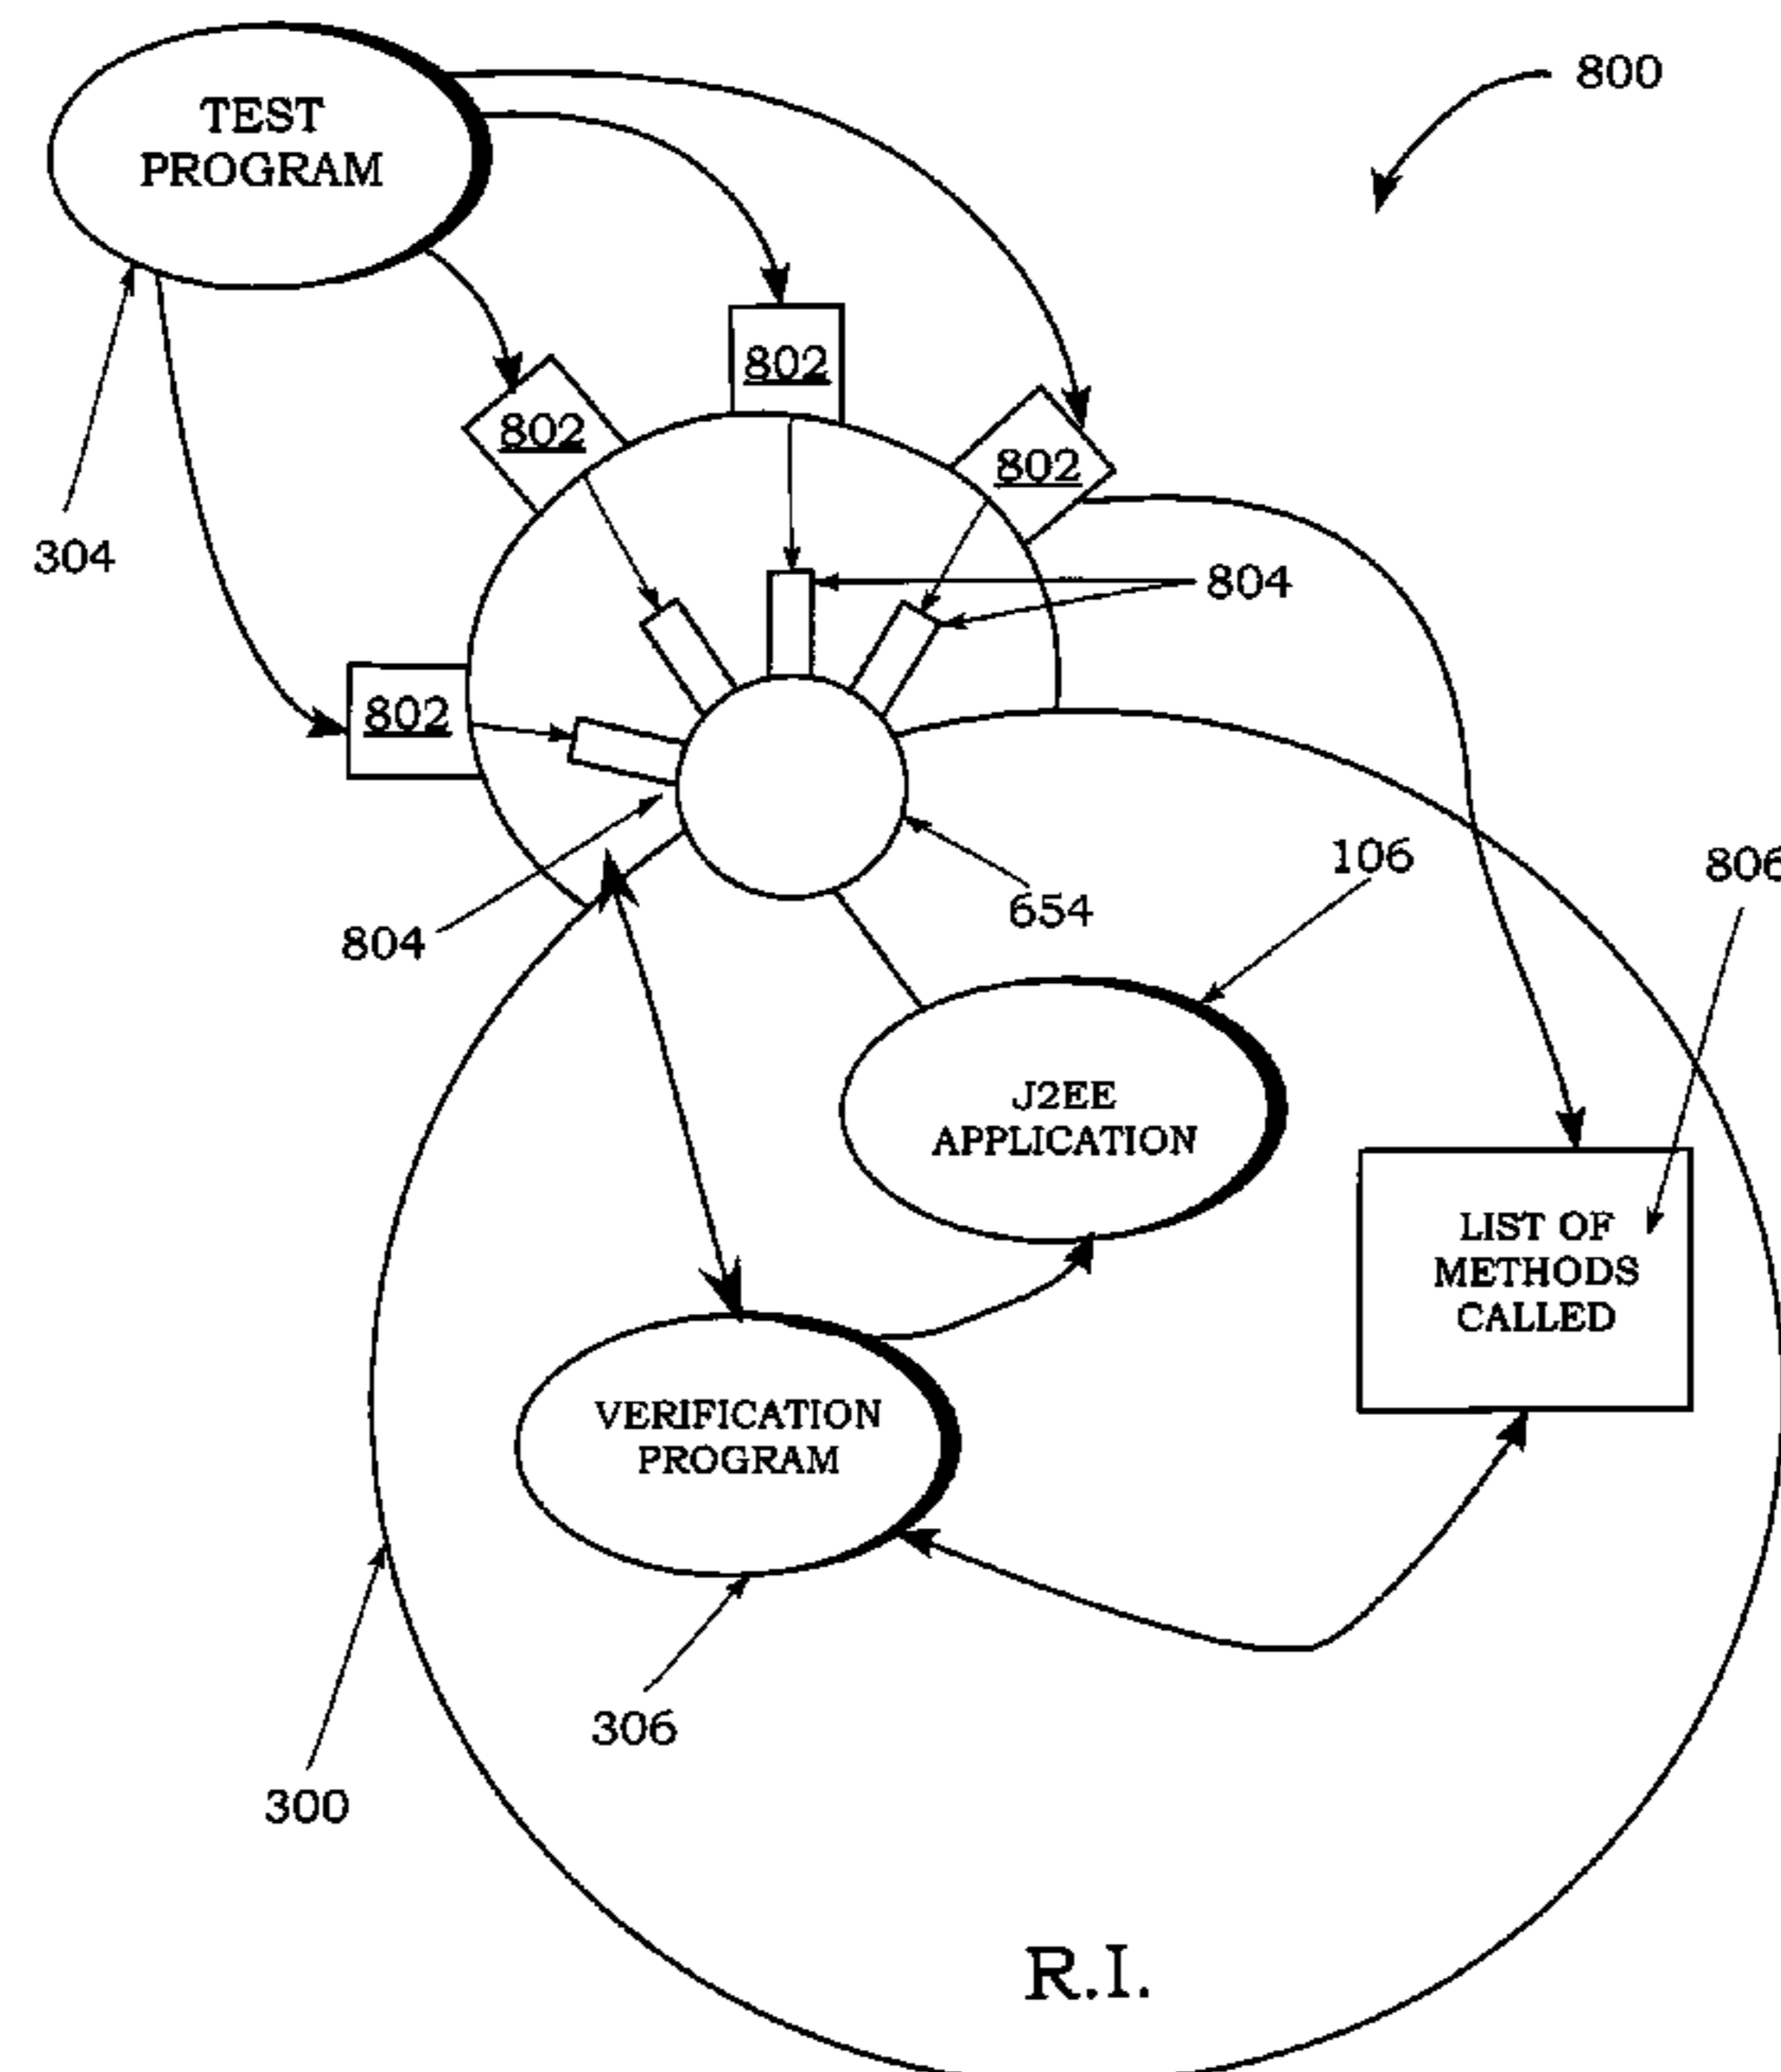 TEST
PROGRAM
800
802
802
802
304
804
802
106
806
654
804
J2EE
APPLICATION
LIST OF
METHODS
CALLED
VERIFICATION
PROGRAM
306
300
R.I.